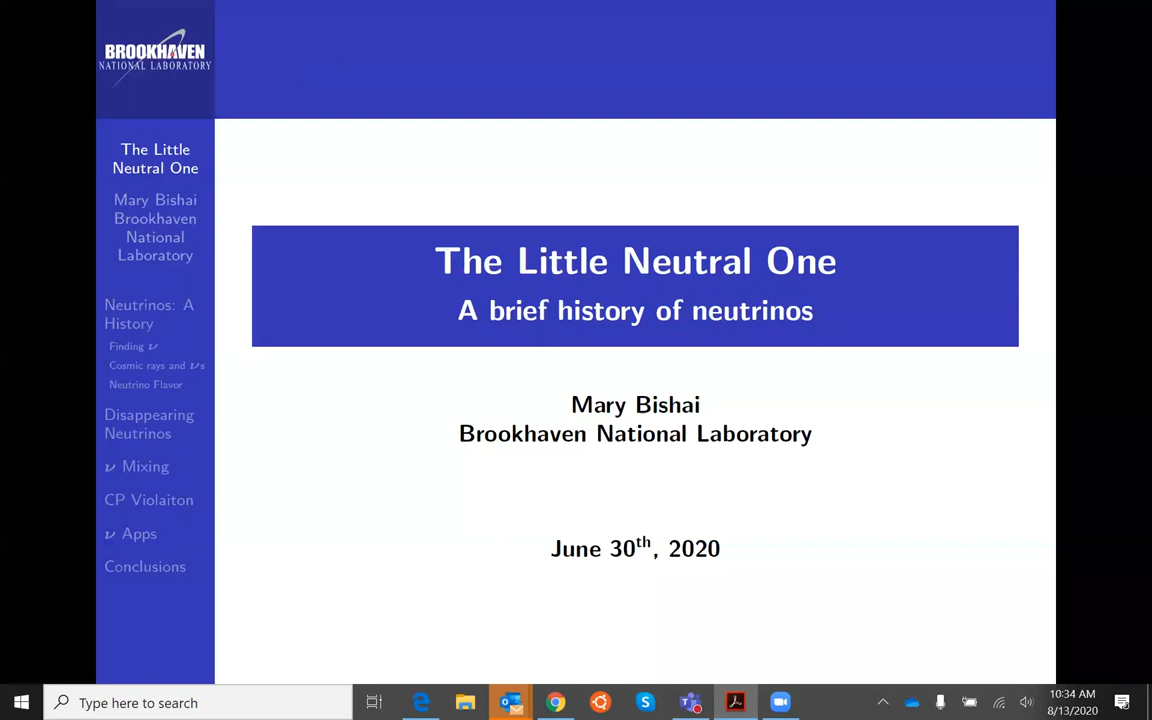 BROOKHAVEN
NATIONAL LABORATORY
The Little
Neutral One
Mary Bishai
Brookhaven
National
Laboratory
Neutrinos: A
History
Finding ν
Cosmic rays and νs
Neutrino Flavor
Disappearing
Neutrinos
ν Mixing
CP Violaiton
ν Apps
Conclusions
The Little Neutral One
A brief history of neutrinos
Mary Bishai
Brookhaven National Laboratory
June 30th, 2020
Type here to search
10:34 AM
8/13/2020